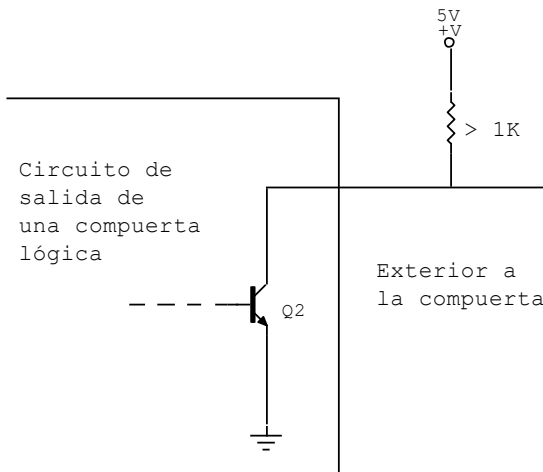 5V
+V
> 1K
Circuito de
salida de
una compuerta
lógica
Exterior a
la compuerta
Q2